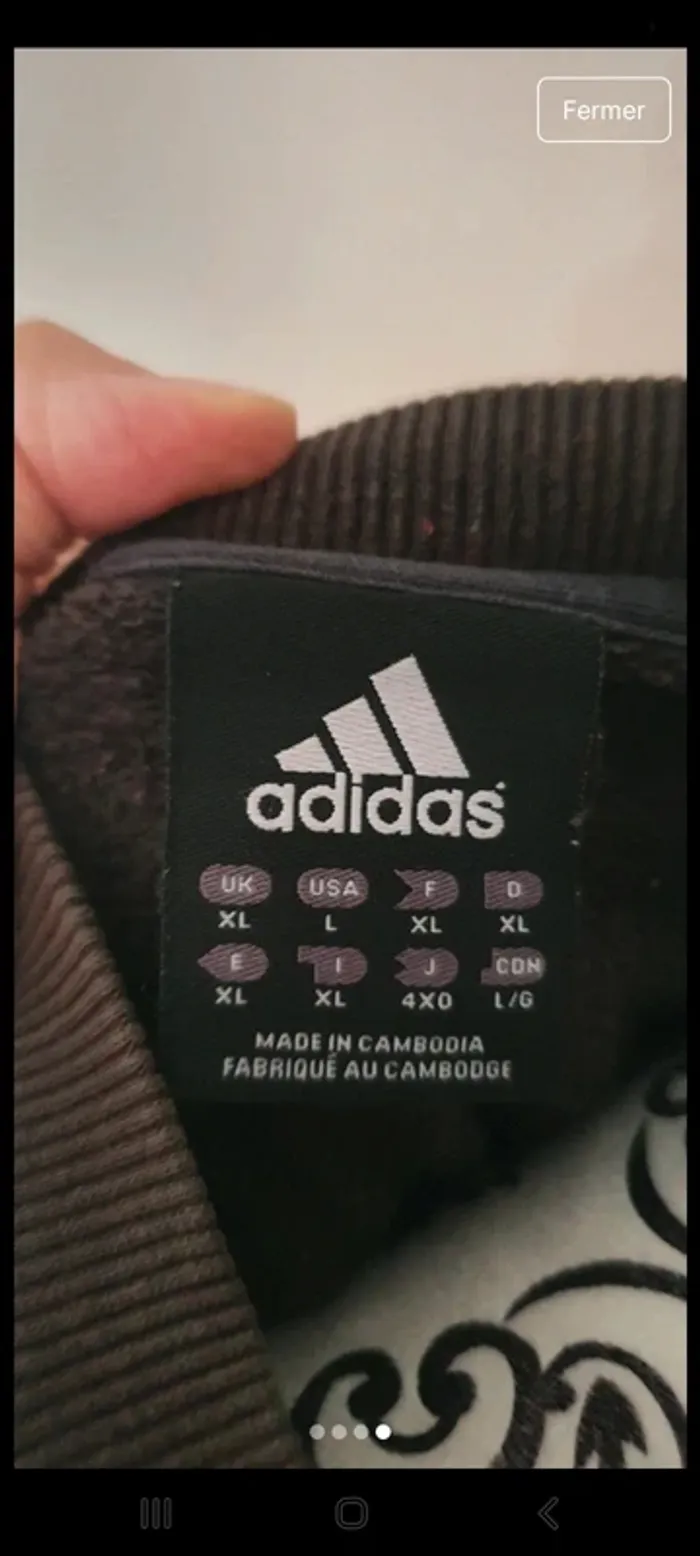 Fermer
adidas
UK USA F D
XL L XL XL
E I J CDN
XL XL 4XO L/G
MADE IN CAMBODIA
FABRIQUÉ AU CAMBODGE